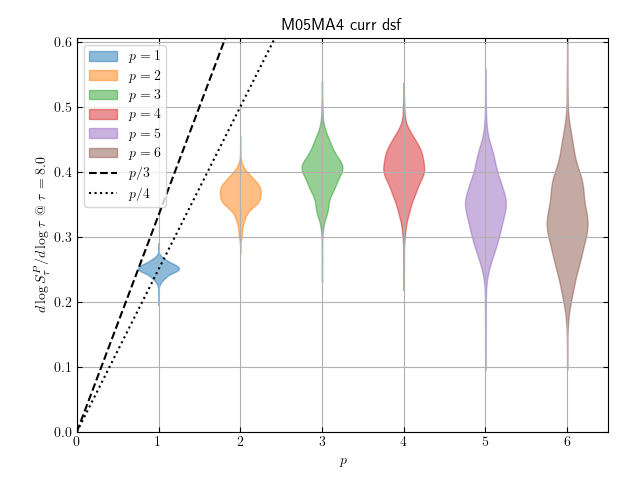 M05MA4 curr dsf
p = 1
p = 2
p = 3
p = 4
p = 5
p = 6
p/3
p/4
d log S_τ^P / d log τ @ τ = 8.0
0.6
0.5
0.4
0.3
0.2
0.1
0.0
0 1 2 3 4 5 6
p